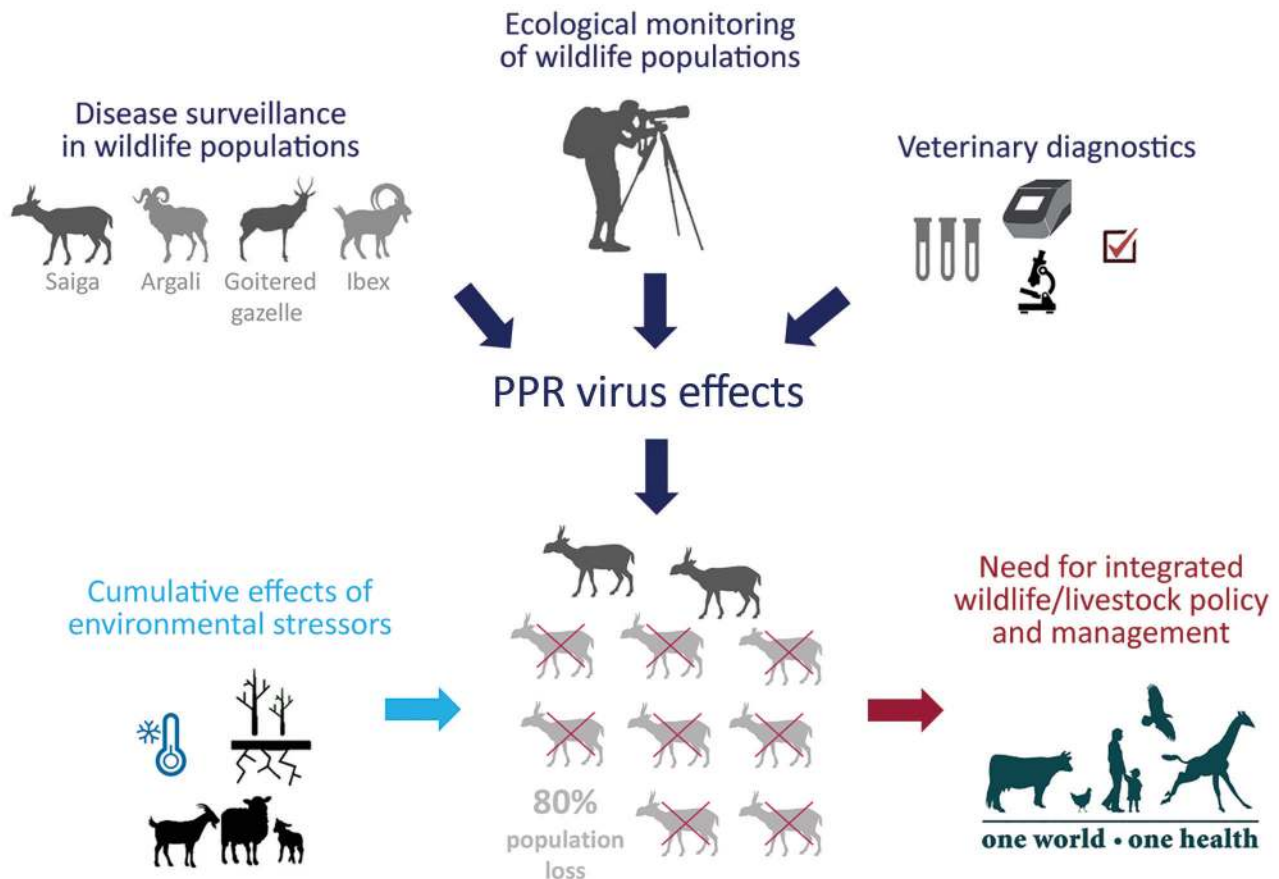 Ecological monitoring
of wildlife populations
Disease surveillance
in wildlife populations
Veterinary diagnostics
Saiga
Argali
Goitered
gazelle
Ibex
PPR virus effects
Cumulative effects of
environmental stressors
Need for integrated
wildlife/livestock policy
and management
80%
population
loss
one world • one health